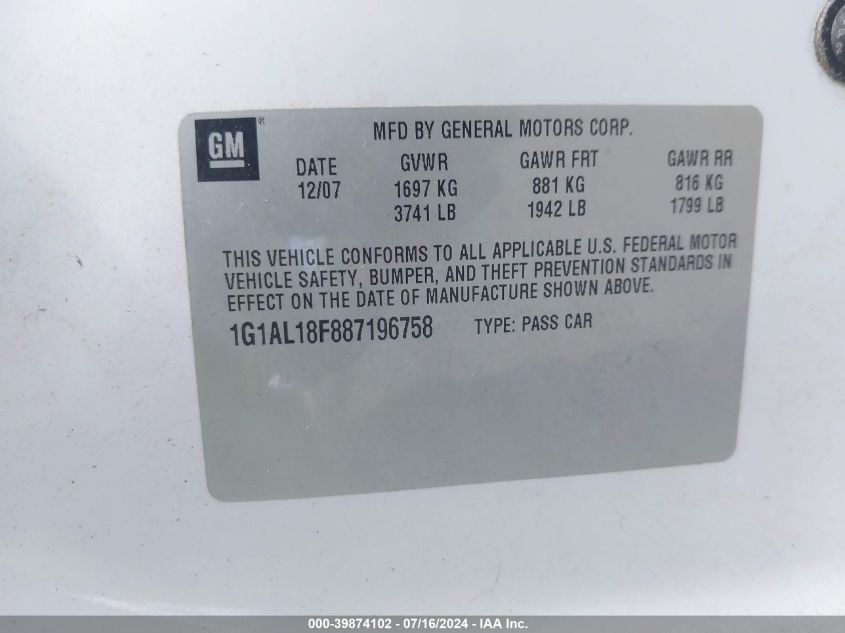 GM ®
MFD BY GENERAL MOTORS CORP.
DATE GVWR GAWR FRT GAWR RR
12/07 1697 KG 881 KG 816 KG
3741 LB 1942 LB 1799 LB
THIS VEHICLE CONFORMS TO ALL APPLICABLE U.S. FEDERAL MOTOR
VEHICLE SAFETY, BUMPER, AND THEFT PREVENTION STANDARDS IN
EFFECT ON THE DATE OF MANUFACTURE SHOWN ABOVE.
1G1AL18F887196758 TYPE: PASS CAR
000-39874102 - 07/16/2024 - IAA Inc.